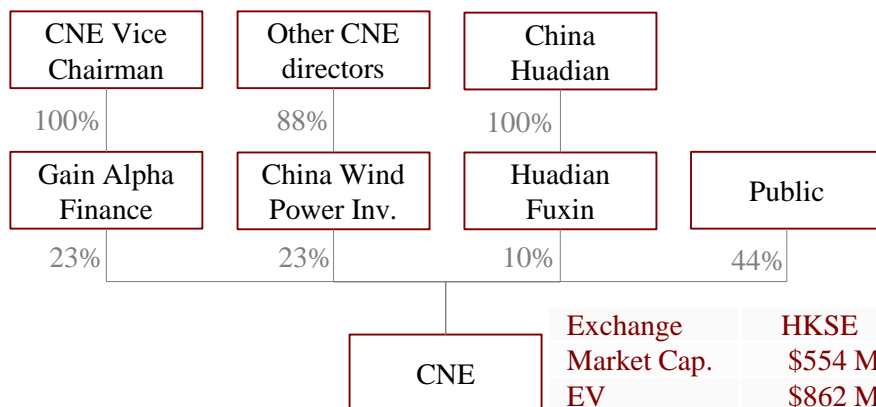 CNE Vice
Chairman
Other CNE
directors
China
Huadian
100%
88%
100%
Gain Alpha
Finance
China Wind
Power Inv.
Huadian
Fuxin
Public
23%
23%
10%
44%
CNE
Exchange HKSE
Market Cap. $554 M
EV $862 M